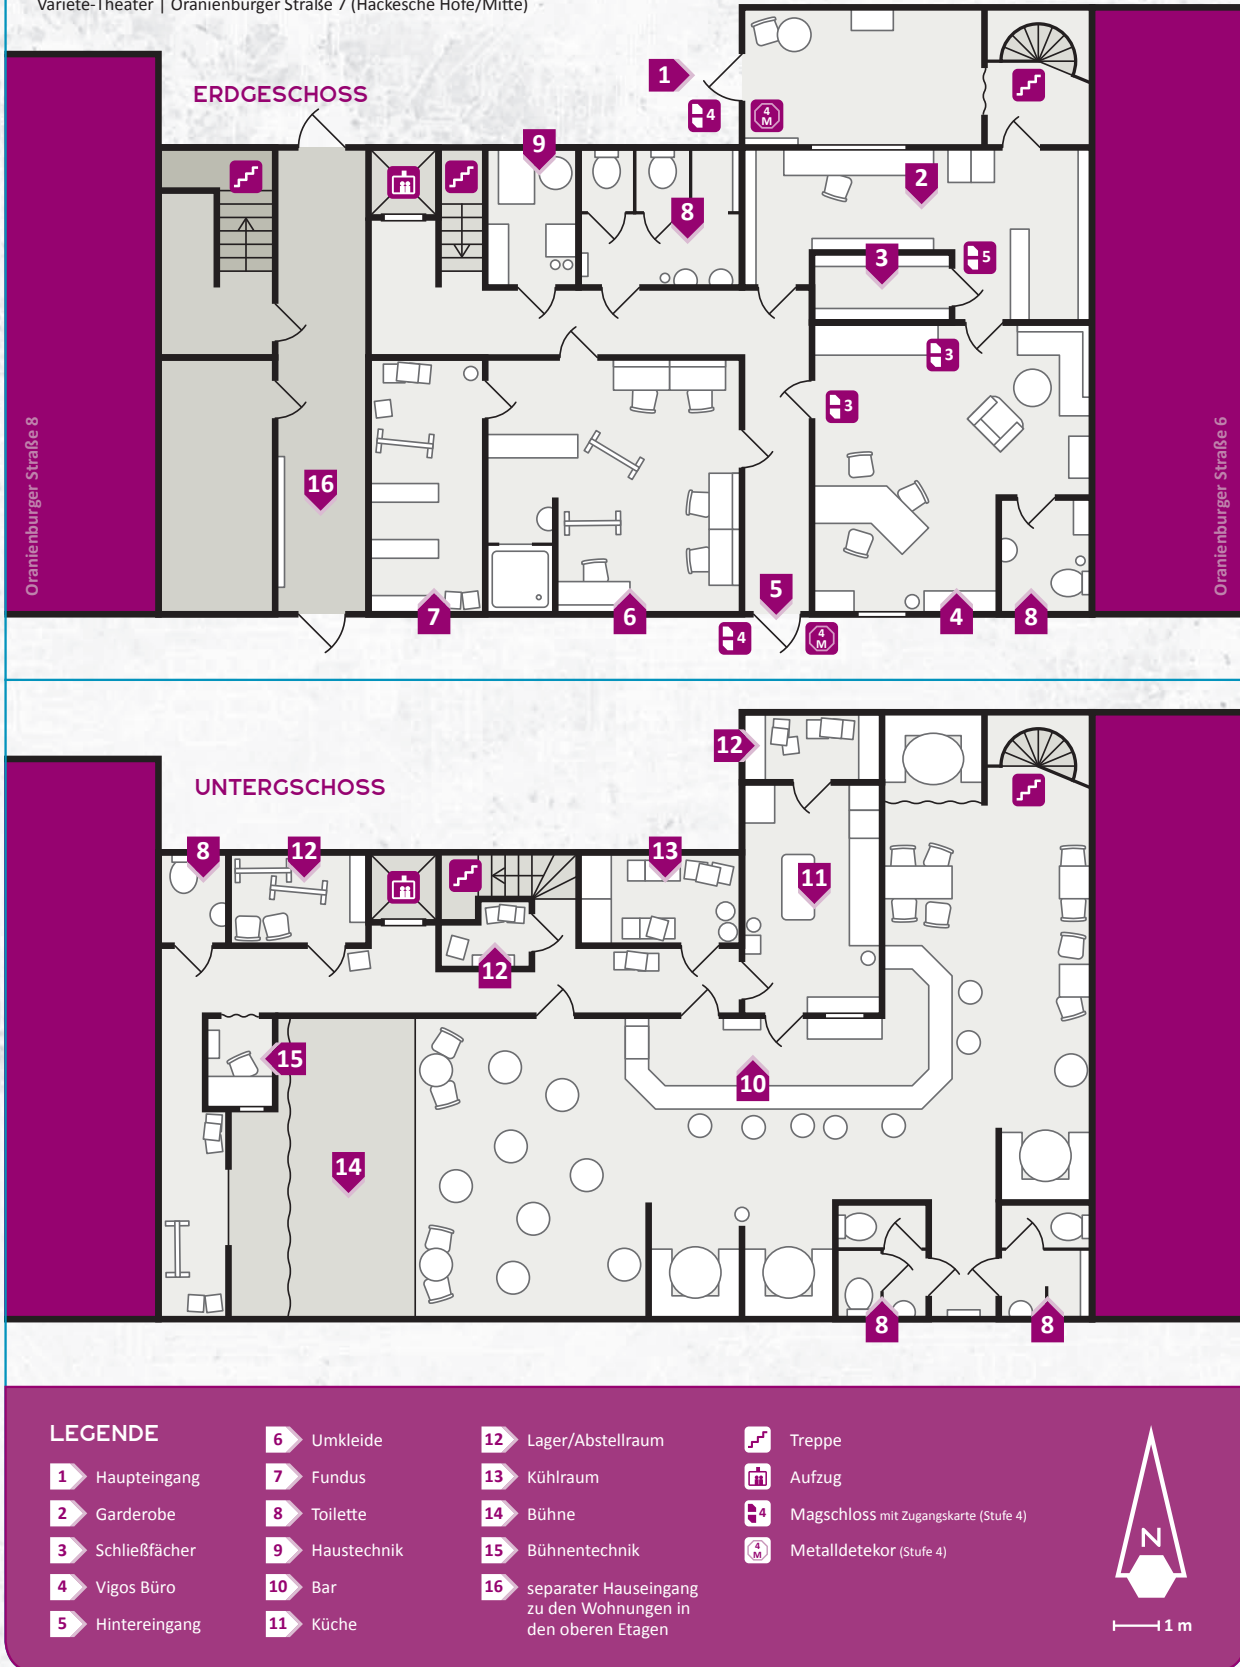 Varieté-Theater | Oranienburger Straße 7 (Hackesche Höfe/Mitte)
ERDGESCHOSS
1
4
4
M
9
2
8
3
5
3
3
Oranienburger Straße 8
Oranienburger Straße 6
16
5
7
6
4
8
4
4
M
12
UNTERGSCHOSS
8
12
13
11
12
15
10
14
8
8
LEGENDE
1 Haupteingang
2 Garderobe
3 Schließfächer
4 Vigos Büro
5 Hintereingang
6 Umkleide
7 Fundus
8 Toilette
9 Haustechnik
10 Bar
11 Küche
12 Lager/Abstellraum
13 Kühlraum
14 Bühne
15 Bühnentechnik
16 separater Hauseingang
zu den Wohnungen in
den oberen Etagen
Treppe
Aufzug
4 Magschloss mit Zugangskarte (Stufe 4)
4
M Metalldetekor (Stufe 4)
N
1 m